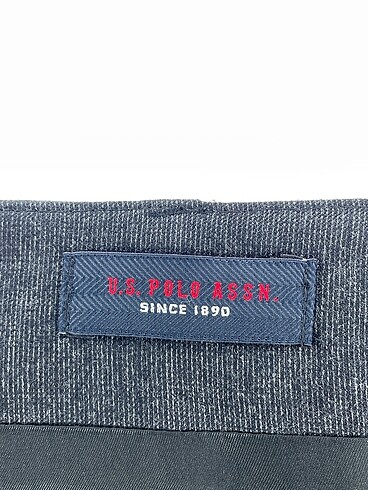 U.S. POLO ASSN.
SINCE 1890